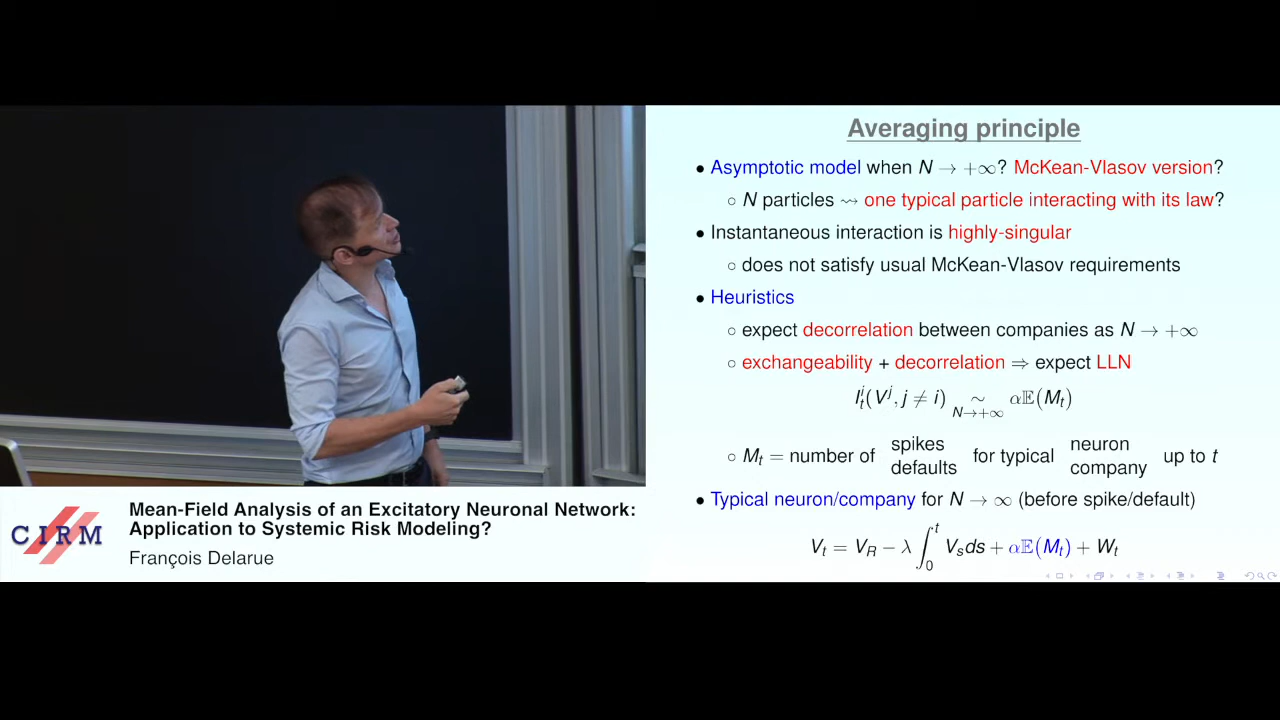 Averaging principle
• Asymptotic model when N → +∞? McKean-Vlasov version?
○ N particles ⇝ one typical particle interacting with its law?
• Instantaneous interaction is highly-singular
○ does not satisfy usual McKean-Vlasov requirements
• Heuristics
○ expect decorrelation between companies as N → +∞
○ exchangeability + decorrelation ⇒ expect LLN
I_t^i(V^j, j ≠ i) ∼_{N→+∞} α𝔼(M_t)
○ M_t = number of spikes defaults for typical neuron company up to t
• Typical neuron/company for N → ∞ (before spike/default)
V_t = V_R − λ ∫_0^t V_s ds + α𝔼(M_t) + W_t
CIRM
Mean-Field Analysis of an Excitatory Neuronal Network:
Application to Systemic Risk Modeling?
François Delarue